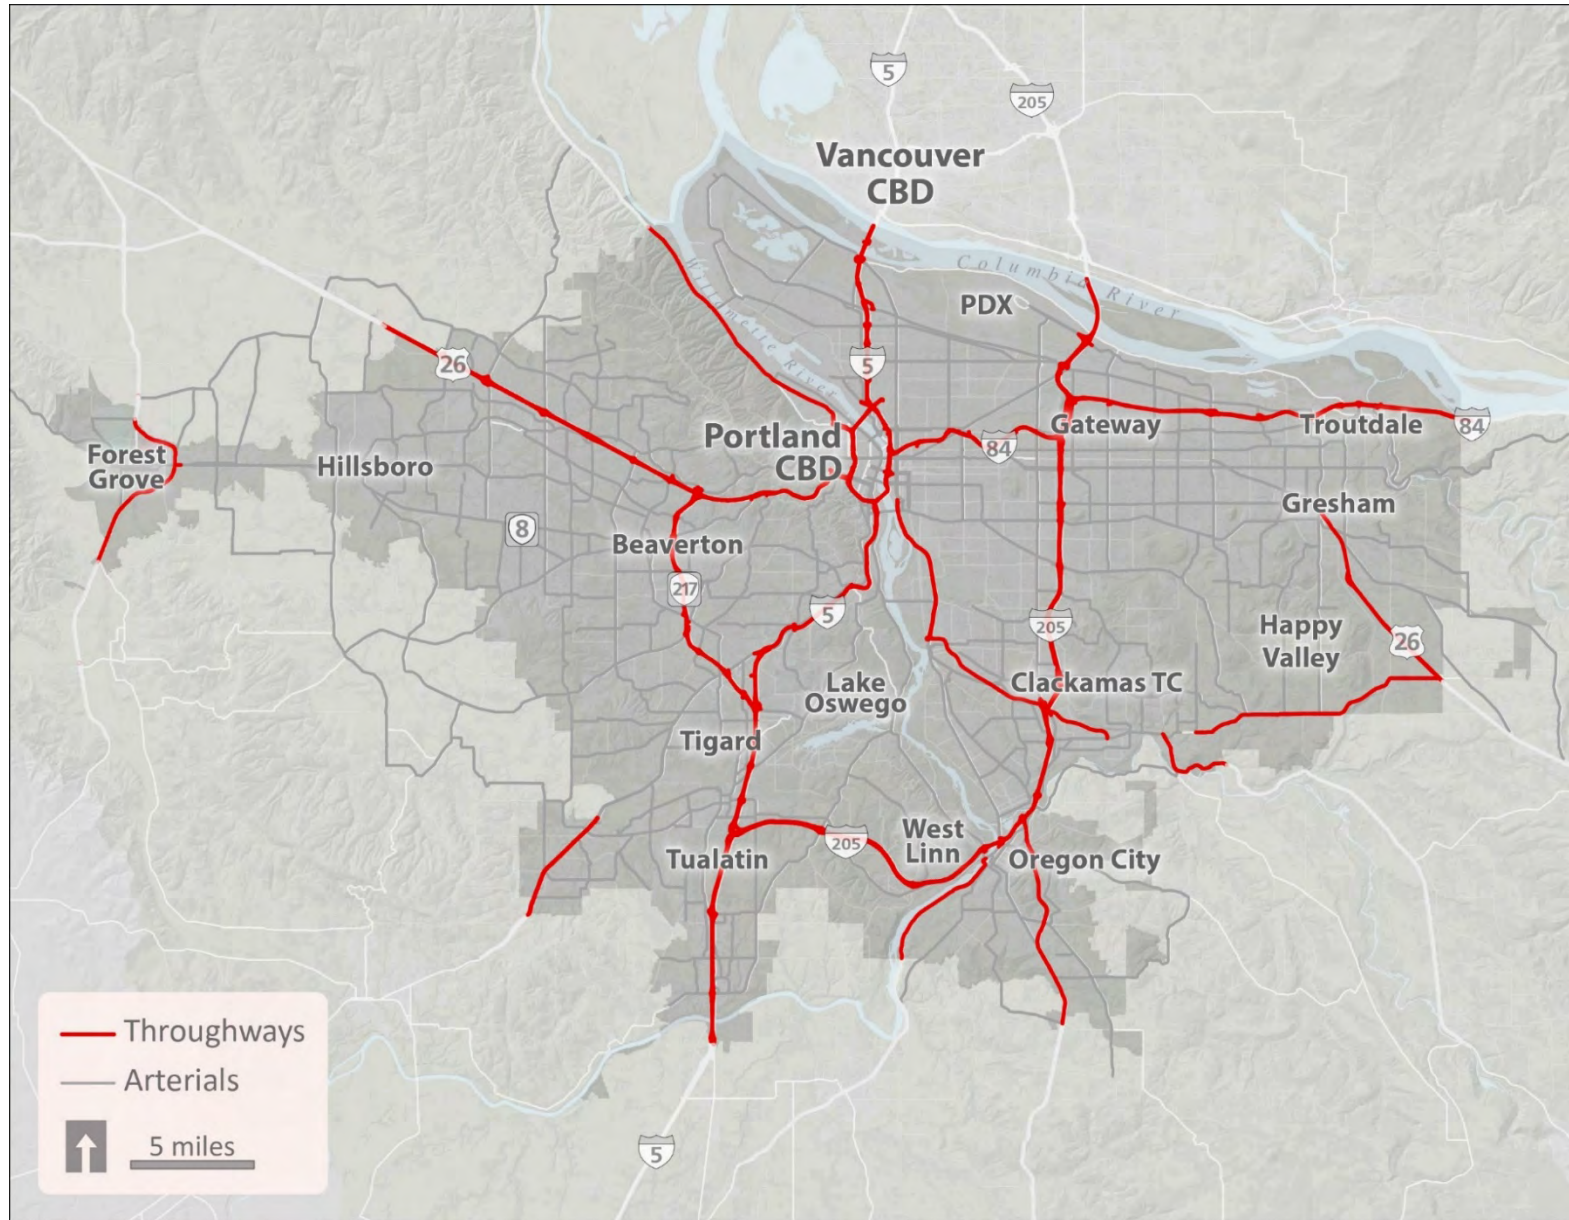 5
205
Vancouver
CBD
Columbia River
PDX
Willamette River
26
5
Portland
CBD
84
Gateway
Troutdale
84
Forest
Grove
Hillsboro
Gresham
8
Beaverton
217
5
205
Happy
Valley
26
Lake
Oswego
Clackamas TC
Tigard
205
West
Linn
Tualatin
Oregon City
5
Throughways
Arterials
5 miles